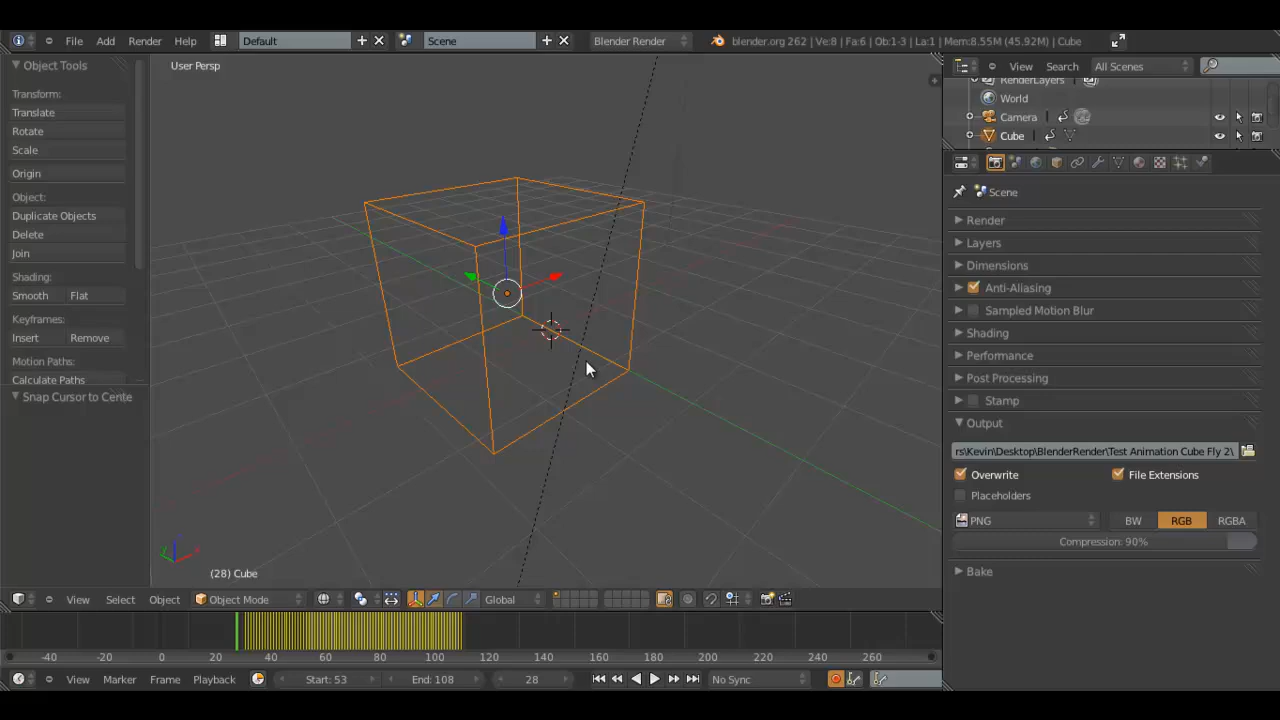 File Add Render Help Default Scene Blender Render blender.org 262 | Ve:8 | Fa:6 | Ob:1-3 | La:1 | Mem:8.55M (45.92M) | Cube
Object Tools
Transform:
Translate
Rotate
Scale
Origin
Object:
Duplicate Objects
Delete
Join
Shading:
Smooth Flat
Keyframes:
Insert Remove
Motion Paths:
Calculate Paths
Snap Cursor to Cente
User Persp
(28) Cube
View Select Object Object Mode Global
-40 -20 0 20 40 60 80 100 120 140 160 180 200 220 240 260
View Marker Frame Playback Start: 53 End: 108 28 No Sync
View Search All Scenes
RenderLayers
World
Camera
Cube
Scene
Render
Layers
Dimensions
Anti-Aliasing
Sampled Motion Blur
Shading
Performance
Post Processing
Stamp
Output
rs\Kevin\Desktop\BlenderRender\Test Animation Cube Fly 2\
Overwrite File Extensions
Placeholders
PNG BW RGB RGBA
Compression: 90%
Bake